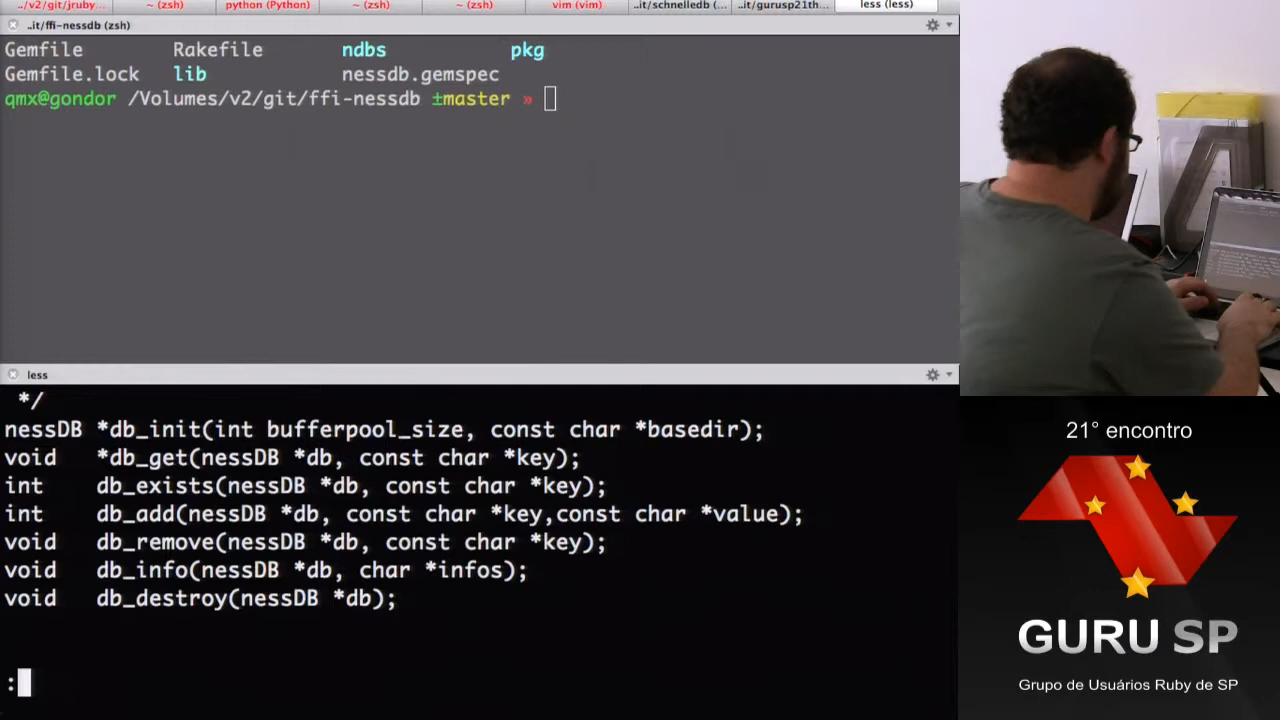 ../v2/git/jruby... ~ (zsh) python (Python) ~ (zsh) ~ (zsh) vim (vim) ..it/schnelledb (... ..it/gurusp21th... less (less)
..it/ffi-nessdb (zsh)
Gemfile Rakefile ndbs pkg
Gemfile.lock lib nessdb.gemspec
qmx@gondor /Volumes/v2/git/ffi-nessdb ±master »
less
*/
nessDB *db_init(int bufferpool_size, const char *basedir);
void *db_get(nessDB *db, const char *key);
int db_exists(nessDB *db, const char *key);
int db_add(nessDB *db, const char *key,const char *value);
void db_remove(nessDB *db, const char *key);
void db_info(nessDB *db, char *infos);
void db_destroy(nessDB *db);
:
21° encontro
GURU SP
Grupo de Usuários Ruby de SP